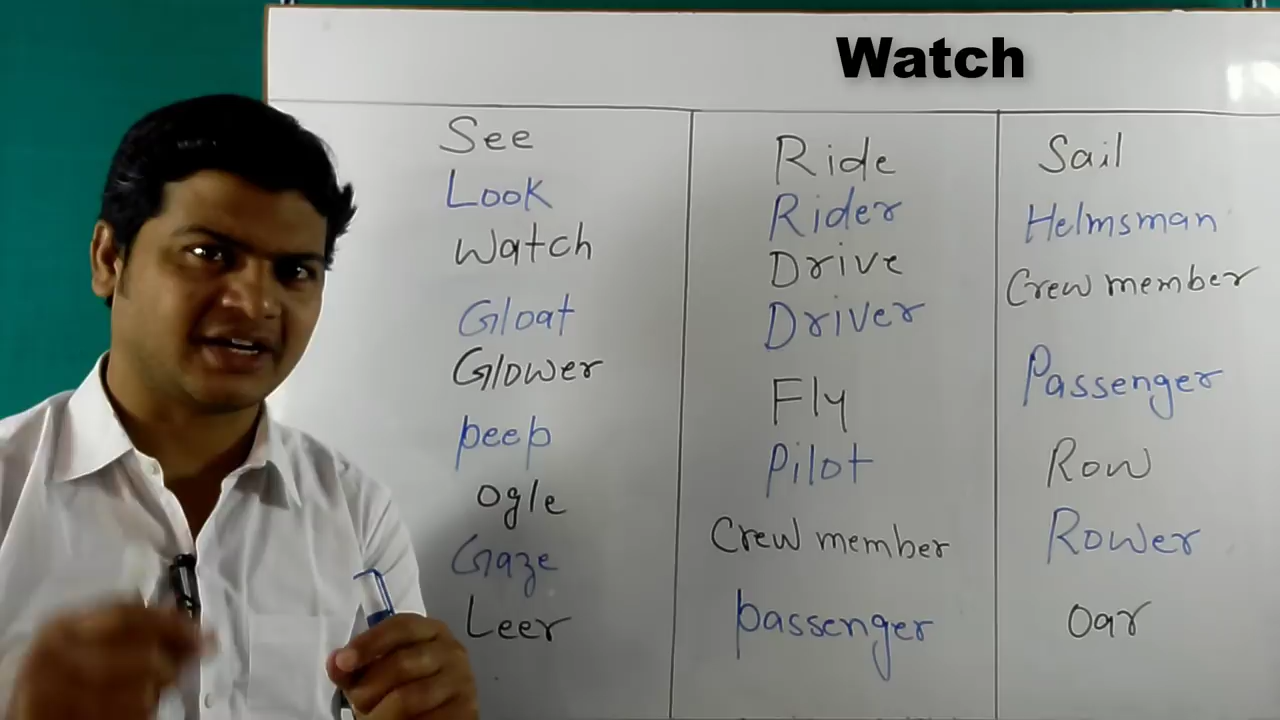 Watch
See
Look
Watch
Gloat
Glower
peep
ogle
Gaze
Leer
Ride
Rider
Drive
Driver
Fly
Pilot
Crew member
passenger
Sail
Helmsman
Crew member
Passenger
Row
Rower
oar